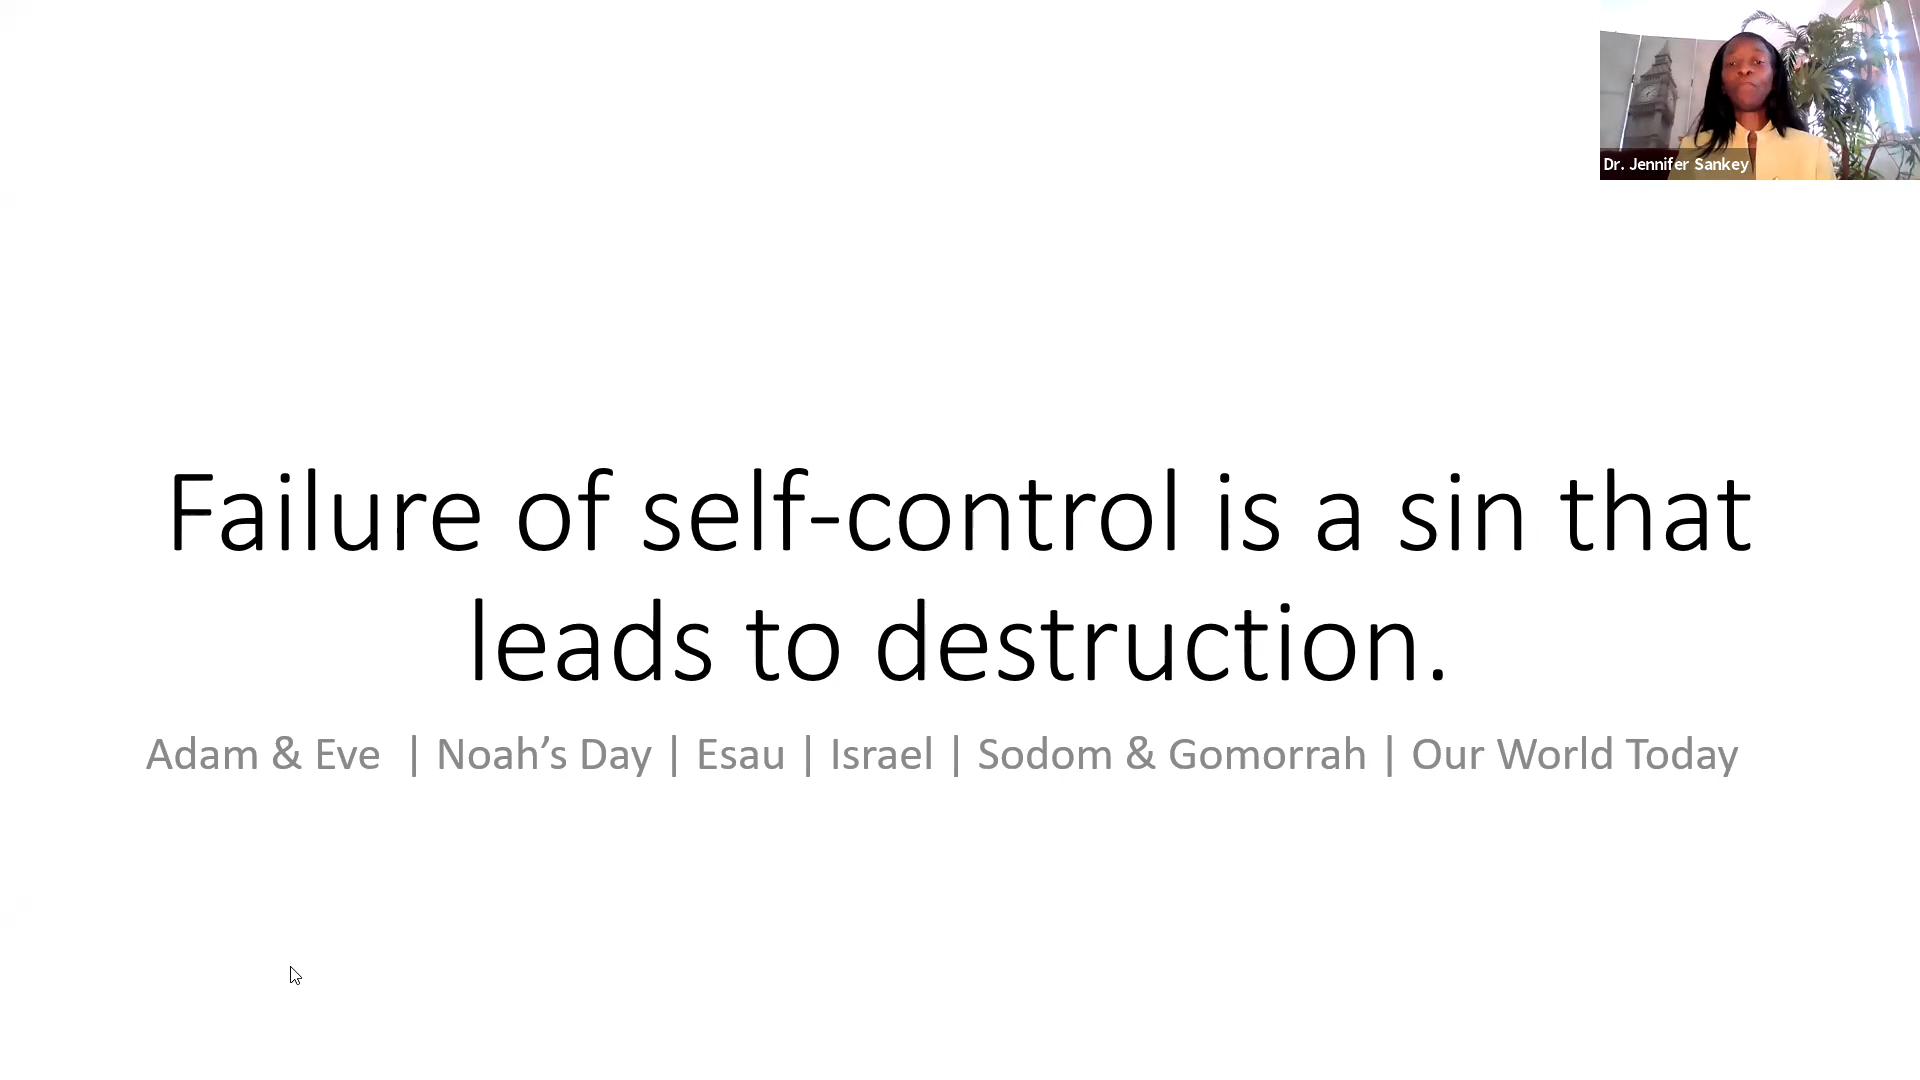 Dr. Jennifer Sankey
Failure of self-control is a sin that
leads to destruction.
Adam & Eve | Noah’s Day | Esau | Israel | Sodom & Gomorrah | Our World Today